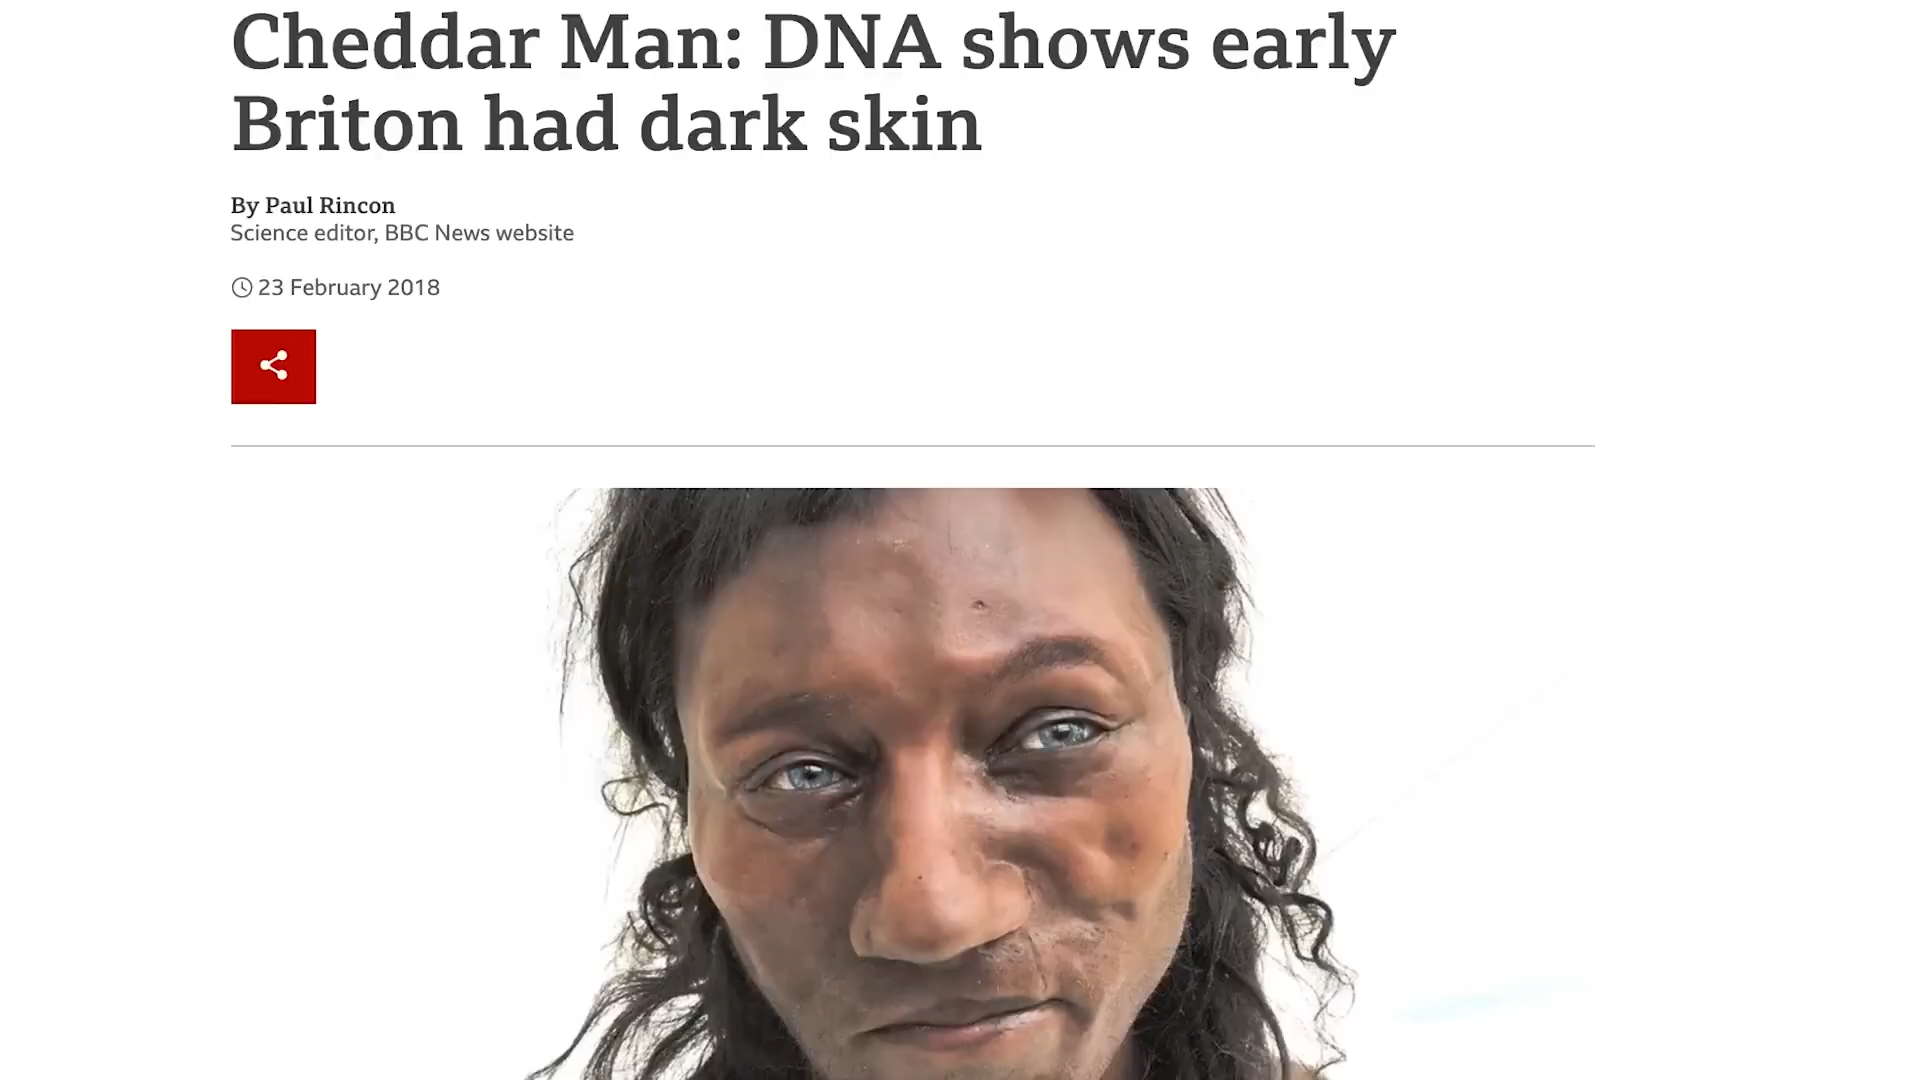 Cheddar Man: DNA shows early
Briton had dark skin
By Paul Rincon
Science editor, BBC News website
23 February 2018